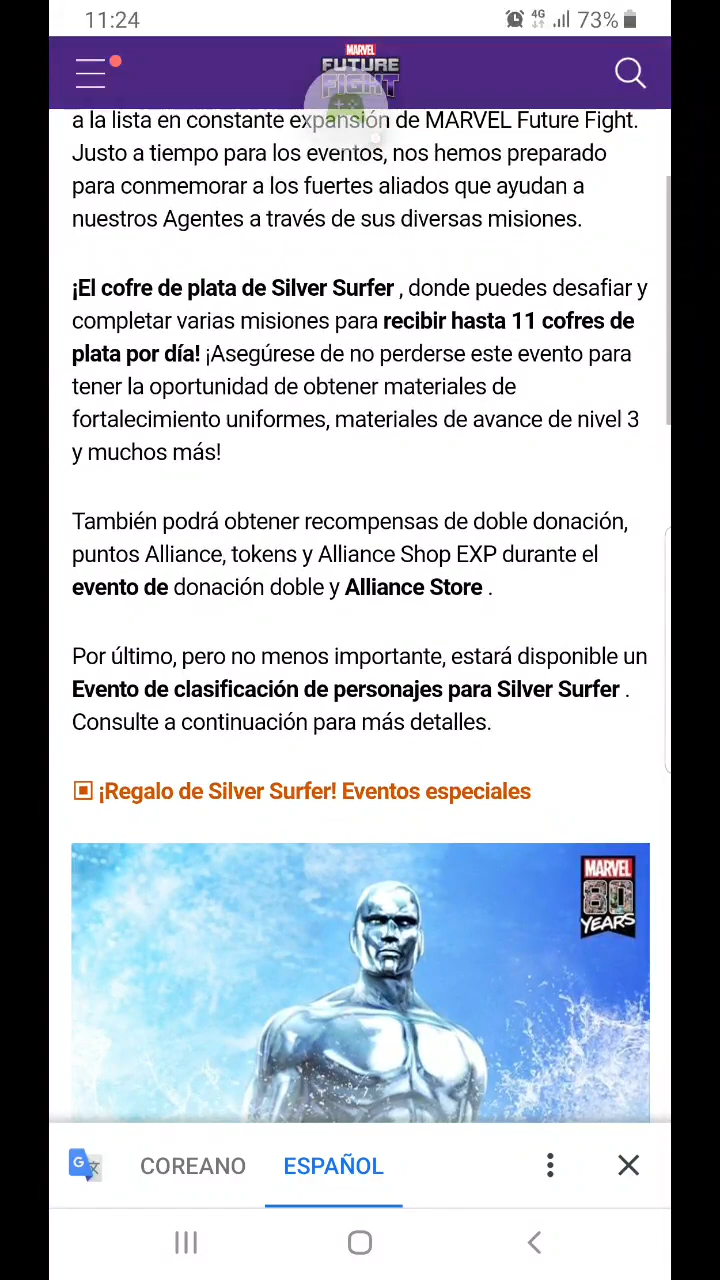 11:24
4G
73%
MARVEL
FUTURE
FIGHT
a la lista en constante expansión de MARVEL Future Fight.
Justo a tiempo para los eventos, nos hemos preparado
para conmemorar a los fuertes aliados que ayudan a
nuestros Agentes a través de sus diversas misiones.
¡El cofre de plata de Silver Surfer , donde puedes desafiar y
completar varias misiones para recibir hasta 11 cofres de
plata por día! ¡Asegúrese de no perderse este evento para
tener la oportunidad de obtener materiales de
fortalecimiento uniformes, materiales de avance de nivel 3
y muchos más!
También podrá obtener recompensas de doble donación,
puntos Alliance, tokens y Alliance Shop EXP durante el
evento de donación doble y Alliance Store .
Por último, pero no menos importante, estará disponible un
Evento de clasificación de personajes para Silver Surfer .
Consulte a continuación para más detalles.
▣ ¡Regalo de Silver Surfer! Eventos especiales
MARVEL
80
YEARS
G 文
COREANO
ESPAÑOL